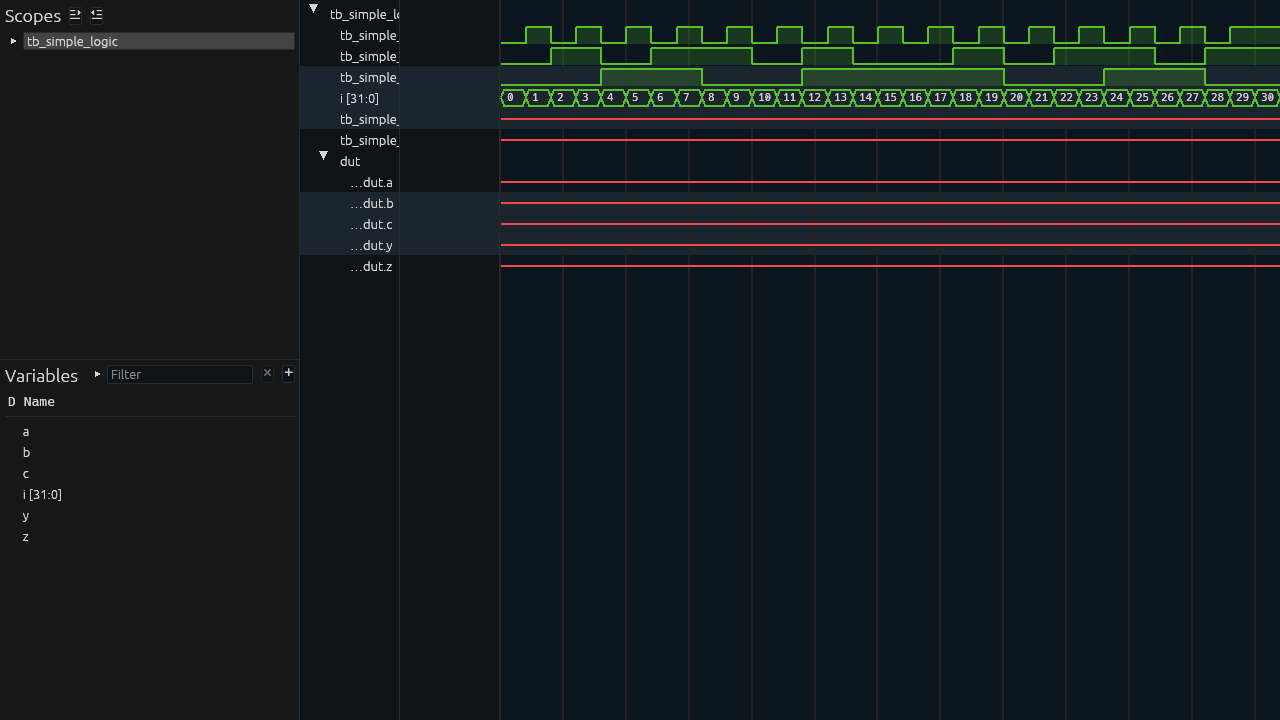 Scopes
tb_simple_logic
Variables
Filter
×
+
D Name
a
b
c
i [31:0]
y
z
tb_simple_lo
tb_simple_
tb_simple_
tb_simple_
i [31:0]
tb_simple_
tb_simple_
dut
…dut.a
…dut.b
…dut.c
…dut.y
…dut.z
0 1 2 3 4 5 6 7 8 9 10 11 12 13 14 15 16 17 18 19 20 21 22 23 24 25 26 27 28 29 30